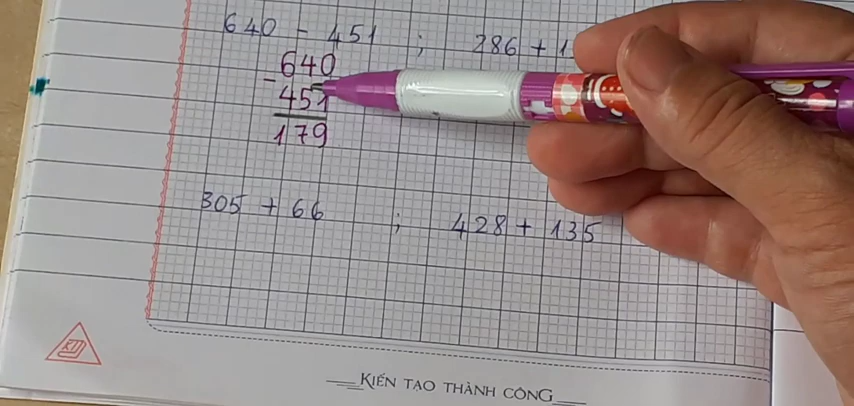 640 - 451 ; 286 + 1
640
- 451
179
305 + 66 ; 428 + 135
KIẾN TẠO THÀNH CÔNG